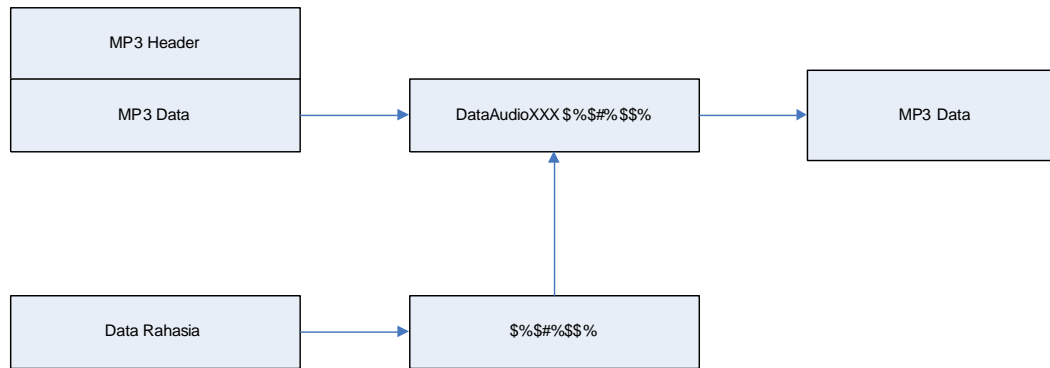 MP3 Header
MP3 Data
DataAudioXXX $%$#%$$%
MP3 Data
Data Rahasia
$%$#%$$%